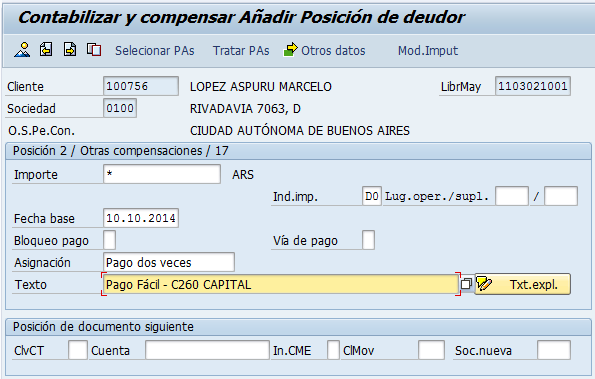 Contabilizar y compensar Añadir Posición de deudor
Selecionar PAs Tratar PAs Otros datos Mod.Imput
Cliente 100756 LOPEZ ASPURU MARCELO LibrMay 1103021001
Sociedad 0100 RIVADAVIA 7063, D
O.S.Pe.Con. CIUDAD AUTÓNOMA DE BUENOS AIRES
Posición 2 / Otras compensaciones / 17
Importe * ARS
Ind.imp. D0 Lug.oper./supl. /
Fecha base 10.10.2014
Bloqueo pago Vía de pago
Asignación Pago dos veces
Texto Pago Fácil - C260 CAPITAL Txt.expl.
Posición de documento siguiente
ClvCT Cuenta In.CME ClMov Soc.nueva